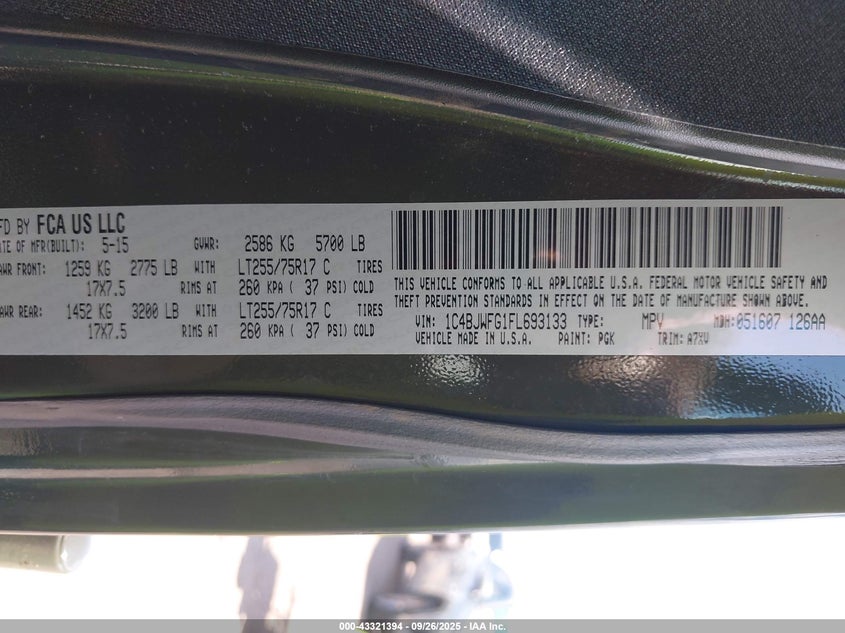 FD BY FCA US LLC
ATE OF MFR(BUILT): 5-15 GVWR: 2586 KG 5700 LB
AWR FRONT: 1259 KG 2775 LB WITH LT255/75R17 C TIRES
17X7.5 RIMS AT 260 KPA ( 37 PSI) COLD
AWR REAR: 1452 KG 3200 LB WITH LT255/75R17 C TIRES
17X7.5 RIMS AT 260 KPA ( 37 PSI) COLD
THIS VEHICLE CONFORMS TO ALL APPLICABLE U.S.A. FEDERAL MOTOR VEHICLE SAFETY AND
THEFT PREVENTION STANDARDS IN EFFECT ON THE DATE OF MANUFACTURE SHOWN ABOVE.
VIN: 1C4BJWFG1FL693133 TYPE: MPV MDH:051607 126AA
VEHICLE MADE IN U.S.A. PAINT: PGK TRIM: A7XV
000-43321394 - 09/26/2025 - IAA Inc.